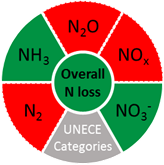 N₂O
NH₃
NOₓ
Overall
N loss
N₂
NO₃⁻
UNECE
Categories